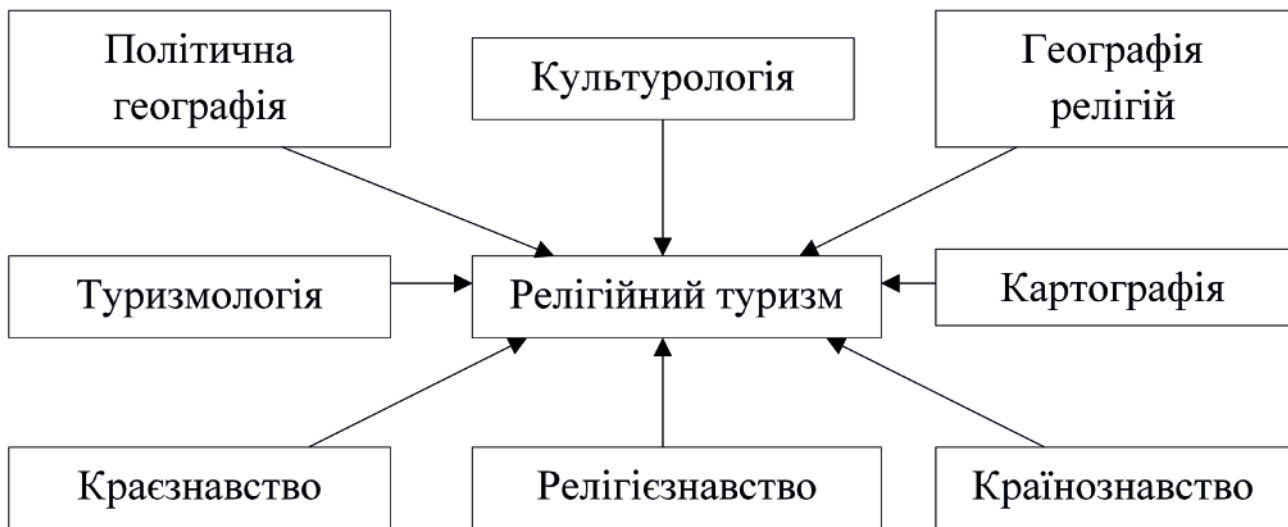 Політична
географія
Культурологія
Географія
релігій
Туризмологія
Релігійний туризм
Картографія
Краєзнавство
Релігієзнавство
Країнознавство